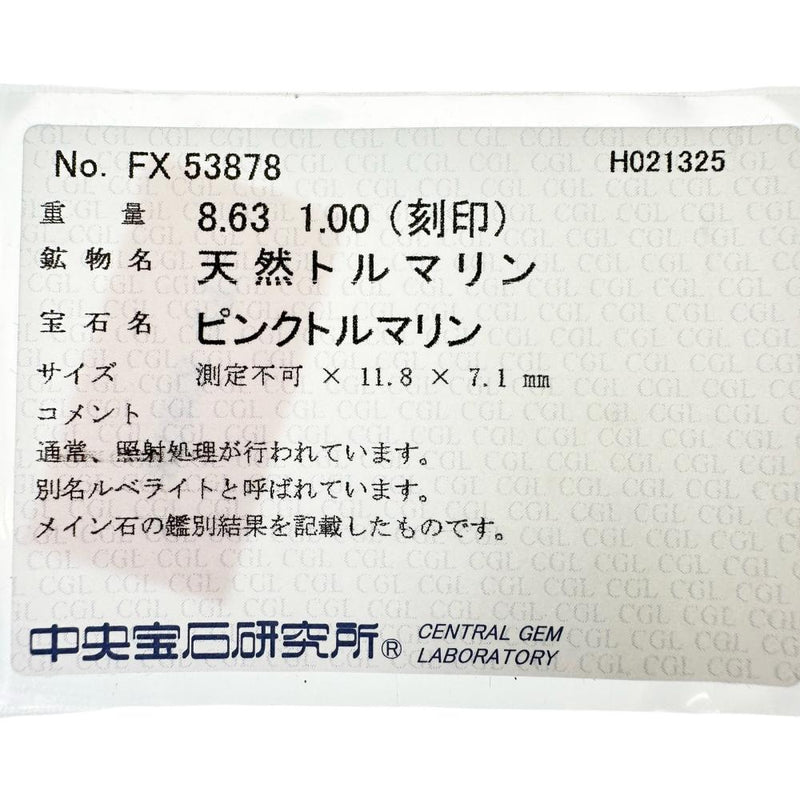 No. FX 53878 H021325
重量 8.63 1.00 (刻印)
鉱物名 天然トルマリン
宝石名 ピンクトルマリン
サイズ 測定不可 × 11.8 × 7.1 mm
コメント
通常、照射処理が行われています。
別名ルベライトと呼ばれています。
メイン石の鑑別結果を記載したものです。
中央宝石研究所® CENTRAL GEM
LABORATORY